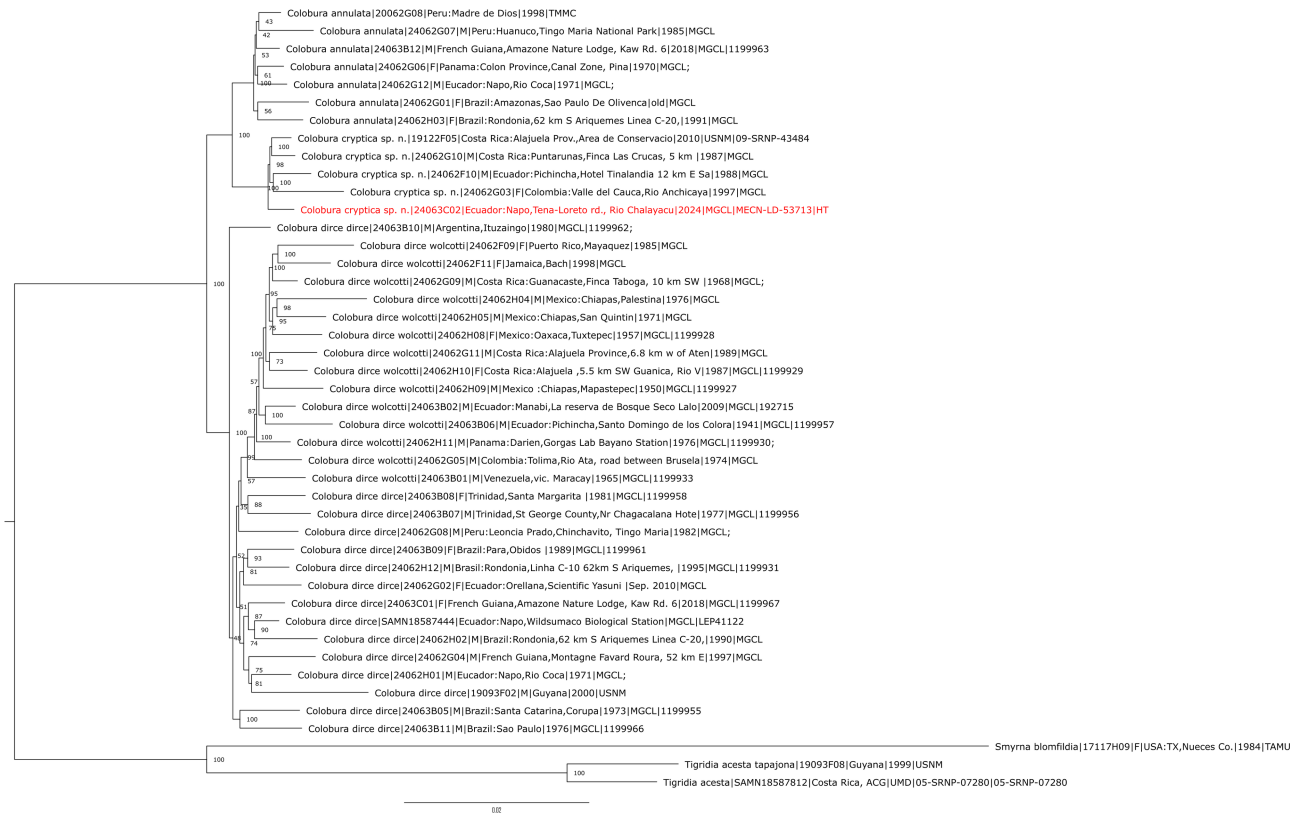 Colobura annulata|20062G08|Peru:Madre de Dios|1998|TMMC
43
Colobura annulata|24062G07|M|Peru:Huanuco,Tingo Maria National Park|1985|MGCL
42
Colobura annulata|24063B12|M|French Guiana,Amazone Nature Lodge, Kaw Rd. 6|2018|MGCL|1199963
53
Colobura annulata|24062G06|F|Panama:Colon Province,Canal Zone, Pina|1970|MGCL;
61
100
Colobura annulata|24062G12|M|Eucador:Napo,Rio Coca|1971|MGCL;
Colobura annulata|24062G01|F|Brazil:Amazonas,Sao Paulo De Olivenca|old|MGCL
56
Colobura annulata|24062H03|F|Brazil:Rondonia,62 km S Ariquemes Linea C-20,|1991|MGCL
100
Colobura cryptica sp. n.|19122F05|Costa Rica:Alajuela Prov.,Area de Conservacio|2010|USNM|09-SRNP-43484
100
Colobura cryptica sp. n.|24062G10|M|Costa Rica:Puntarunas,Finca Las Crucas, 5 km |1987|MGCL
98
Colobura cryptica sp. n.|24062F10|M|Ecuador:Pichincha,Hotel Tinalandia 12 km E Sa|1988|MGCL
100
100
Colobura cryptica sp. n.|24062G03|F|Colombia:Valle del Cauca,Rio Anchicaya|1997|MGCL
Colobura cryptica sp. n.|24063C02|Ecuador:Napo,Tena-Loreto rd., Rio Chalayacu|2024|MGCL|MECN-LD-53713|HT
Colobura dirce dirce|24063B10|M|Argentina,Ituzaingo|1980|MGCL|1199962;
Colobura dirce wolcotti|24062F09|F|Puerto Rico,Mayaquez|1985|MGCL
100
Colobura dirce wolcotti|24062F11|F|Jamaica,Bach|1998|MGCL
100
Colobura dirce wolcotti|24062G09|M|Costa Rica:Guanacaste,Finca Taboga, 10 km SW |1968|MGCL;
100
95
Colobura dirce wolcotti|24062H04|M|Mexico:Chiapas,Palestina|1976|MGCL
98
Colobura dirce wolcotti|24062H05|M|Mexico:Chiapas,San Quintin|1971|MGCL
95
Colobura dirce wolcotti|24062H08|F|Mexico:Oaxaca,Tuxtepec|1957|MGCL|1199928
Colobura dirce wolcotti|24062G11|M|Costa Rica:Alajuela Province,6.8 km w of Aten|1989|MGCL
100
73
Colobura dirce wolcotti|24062H10|F|Costa Rica:Alajuela ,5.5 km SW Guanica, Rio V|1987|MGCL|1199929
57
Colobura dirce wolcotti|24062H09|M|Mexico :Chiapas,Mapastepec|1950|MGCL|1199927
Colobura dirce wolcotti|24063B02|M|Ecuador:Manabi,La reserva de Bosque Seco Lalo|2009|MGCL|192715
87
100
Colobura dirce wolcotti|24063B06|M|Ecuador:Pichincha,Santo Domingo de los Colora|1941|MGCL|1199957
100
100
Colobura dirce wolcotti|24062H11|M|Panama:Darien,Gorgas Lab Bayano Station|1976|MGCL|1199930;
Colobura dirce wolcotti|24062G05|M|Colombia:Tolima,Rio Ata, road between Brusela|1974|MGCL
Colobura dirce wolcotti|24063B01|M|Venezuela,vic. Maracay|1965|MGCL|1199933
57
Colobura dirce dirce|24063B08|F|Trinidad,Santa Margarita |1981|MGCL|1199958
88
Colobura dirce dirce|24063B07|M|Trinidad,St George County,Nr Chagacalana Hote|1977|MGCL|1199956
Colobura dirce dirce|24062G08|M|Peru:Leoncia Prado,Chinchavito, Tingo Maria|1982|MGCL;
Colobura dirce dirce|24063B09|F|Brazil:Para,Obidos |1989|MGCL|1199961
52
93
Colobura dirce dirce|24062H12|M|Brasil:Rondonia,Linha C-10 62km S Ariquemes, |1995|MGCL|1199931
81
Colobura dirce dirce|24062G02|F|Ecuador:Orellana,Scientific Yasuni |Sep. 2010|MGCL
Colobura dirce dirce|24063C01|F|French Guiana,Amazone Nature Lodge, Kaw Rd. 6|2018|MGCL|1199967
51
87
Colobura dirce dirce|SAMN18587444|Ecuador:Napo,Wildsumaco Biological Station|MGCL|LEP41122
90
Colobura dirce dirce|24062H02|M|Brazil:Rondonia,62 km S Ariquemes Linea C-20,|1990|MGCL
74
Colobura dirce dirce|24062G04|M|French Guiana,Montagne Favard Roura, 52 km E|1997|MGCL
75
Colobura dirce dirce|24062H01|M|Eucador:Napo,Rio Coca|1971|MGCL;
81
Colobura dirce dirce|19093F02|M|Guyana|2000|USNM
Colobura dirce dirce|24063B05|M|Brazil:Santa Catarina,Corupa|1973|MGCL|1199955
100
Colobura dirce dirce|24063B11|M|Brazil:Sao Paulo|1976|MGCL|1199966
Smyrna blomfildia|17117H09|F|USA:TX,Nueces Co.|1984|TAMU
100
Tigridia acesta tapajona|19093F08|Guyana|1999|USNM
100
Tigridia acesta|SAMN18587812|Costa Rica, ACG|UMD|05-SRNP-07280|05-SRNP-07280
0.02